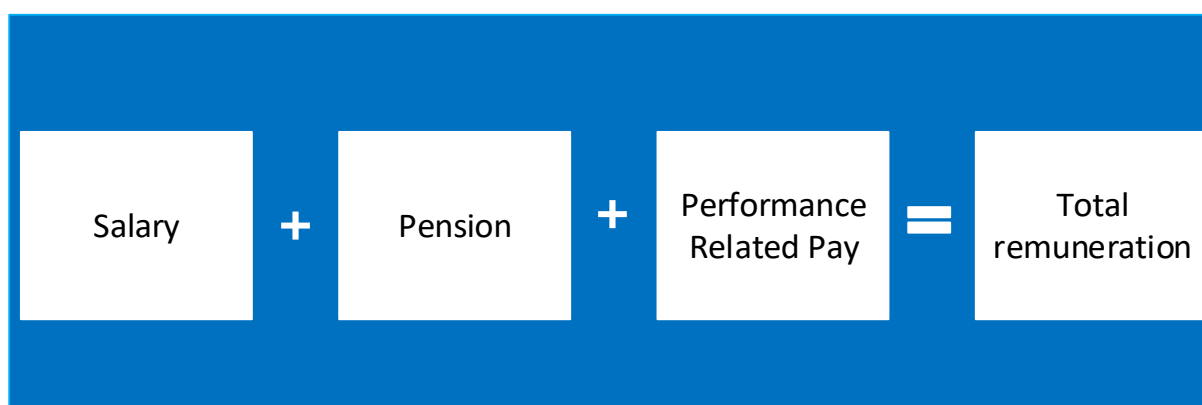 Salary
+
Pension
+
Performance
Related Pay
=
Total
remuneration